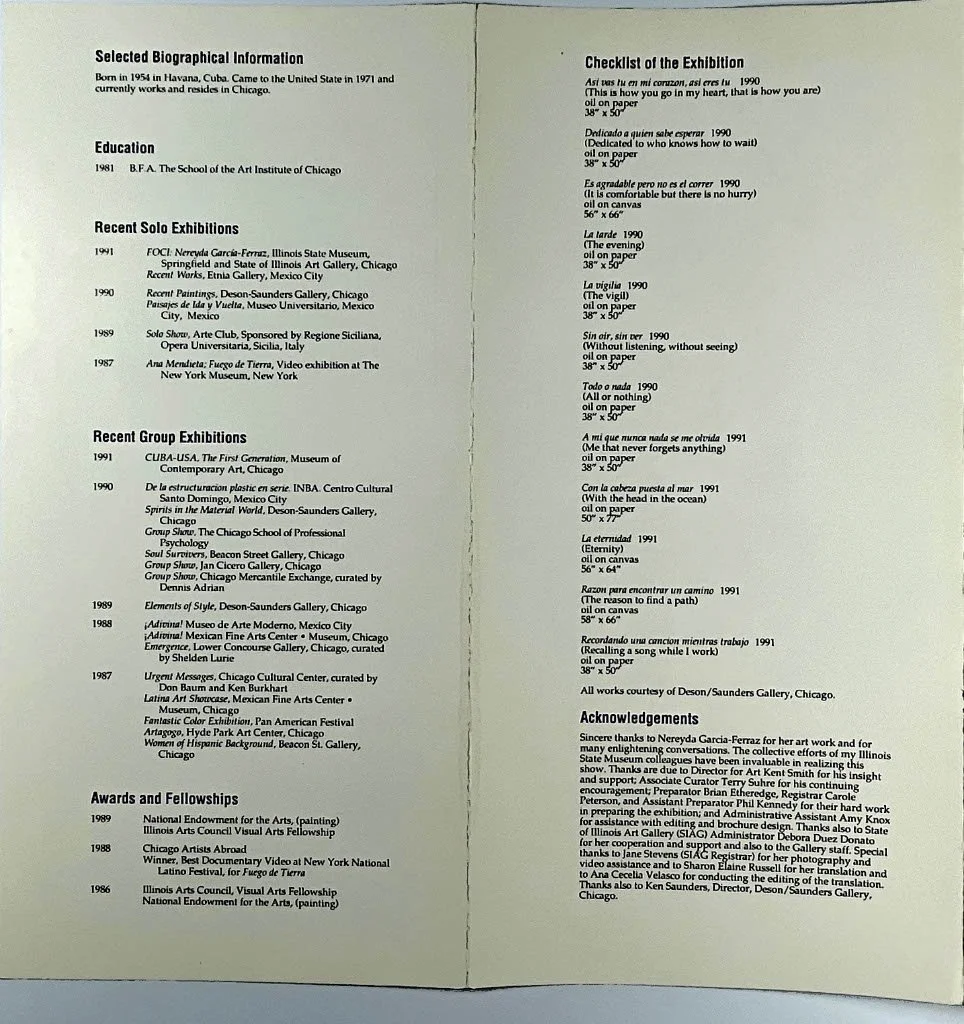 Selected Biographical Information
Born in 1954 in Havana, Cuba. Came to the United State in 1971 and
currently works and resides in Chicago.
Education
1981 B.F.A. The School of the Art Institute of Chicago
Recent Solo Exhibitions
1991 FOCI: Nereyda García-Ferraz, Illinois State Museum,
Springfield and State of Illinois Art Gallery, Chicago
Recent Works, Etnia Gallery, Mexico City
1990 Recent Paintings, Deson-Saunders Gallery, Chicago
Paisajes de Ida y Vuelta, Museo Universitario, Mexico
City, Mexico
1989 Solo Show, Arte Club, Sponsored by Regione Siciliana,
Opera Universitaria, Sicilia, Italy
1987 Ana Mendieta; Fuego de Tierra, Video exhibition at The
New York Museum, New York
Recent Group Exhibitions
1991 CUBA-USA, The First Generation, Museum of
Contemporary Art, Chicago
1990 De la estructuracion plastic en serie. INBA. Centro Cultural
Santo Domingo, Mexico City
Spirits in the Material World, Deson-Saunders Gallery,
Chicago
Group Show, The Chicago School of Professional
Psychology
Soul Survivers, Beacon Street Gallery, Chicago
Group Show, Jan Cicero Gallery, Chicago
Group Show, Chicago Mercantile Exchange, curated by
Dennis Adrian
1989 Elements of Style, Deson-Saunders Gallery, Chicago
1988 ¡Adivina! Museo de Arte Moderno, Mexico City
¡Adivina! Mexican Fine Arts Center • Museum, Chicago
Emergence, Lower Concourse Gallery, Chicago, curated
by Shelden Lurie
1987 Urgent Messages, Chicago Cultural Center, curated by
Don Baum and Ken Burkhart
Latina Art Showcase, Mexican Fine Arts Center •
Museum, Chicago
Fantastic Color Exhibition, Pan American Festival
Artagogo, Hyde Park Art Center, Chicago
Women of Hispanic Background, Beacon St. Gallery,
Chicago
Awards and Fellowships
1989 National Endowment for the Arts, (painting)
Illinois Arts Council Visual Arts Fellowship
1988 Chicago Artists Abroad
Winner, Best Documentary Video at New York National
Latino Festival, for Fuego de Tierra
1986 Illinois Arts Council, Visual Arts Fellowship
National Endowment for the Arts, (painting)
Checklist of the Exhibition
Asi vas tu en mi corazon, asi eres tu 1990
(This is how you go in my heart, that is how you are)
oil on paper
38" x 50"
Dedicado a quien sabe esperar 1990
(Dedicated to who knows how to wait)
oil on paper
38" x 50"
Es agradable pero no es el correr 1990
(It is comfortable but there is no hurry)
oil on canvas
56" x 66"
La tarde 1990
(The evening)
oil on paper
38" x 50"
La vigilia 1990
(The vigil)
oil on paper
38" x 50"
Sin oir, sin ver 1990
(Without listening, without seeing)
oil on paper
38" x 50"
Todo o nada 1990
(All or nothing)
oil on paper
38" x 50"
A mi que nunca nada se me olvida 1991
(Me that never forgets anything)
oil on paper
38" x 50"
Con la cabeza puesta al mar 1991
(With the head in the ocean)
oil on paper
50" x 77"
La eternidad 1991
(Eternity)
oil on canvas
56" x 64"
Razon para encontrar un camino 1991
(The reason to find a path)
oil on canvas
58" x 66"
Recordando una cancion mientras trabajo 1991
(Recalling a song while I work)
oil on paper
38" x 50"
All works courtesy of Deson/Saunders Gallery, Chicago.
Acknowledgements
Sincere thanks to Nereyda Garcia-Ferraz for her art work and for
many enlightening conversations. The collective efforts of my Illinois
State Museum colleagues have been invaluable in realizing this
show. Thanks are due to Director for Art Kent Smith for his insight
and support; Associate Curator Terry Suhre for his continuing
encouragement; Preparator Brian Etheredge, Registrar Carole
Peterson, and Assistant Preparator Phil Kennedy for their hard work
in preparing the exhibition; and Administrative Assistant Amy Knox
for assistance with editing and brochure design. Thanks also to State
of Illinois Art Gallery (SIAG) Administrator Debora Duez Donato
for her cooperation and support and also to the Gallery staff. Special
thanks to Jane Stevens (SIAG Registrar) for her photography and
video assistance and to Sharon Elaine Russell for her translation and
to Ana Cecelia Velasco for conducting the editing of the translation.
Thanks also to Ken Saunders, Director, Deson/Saunders Gallery,
Chicago.